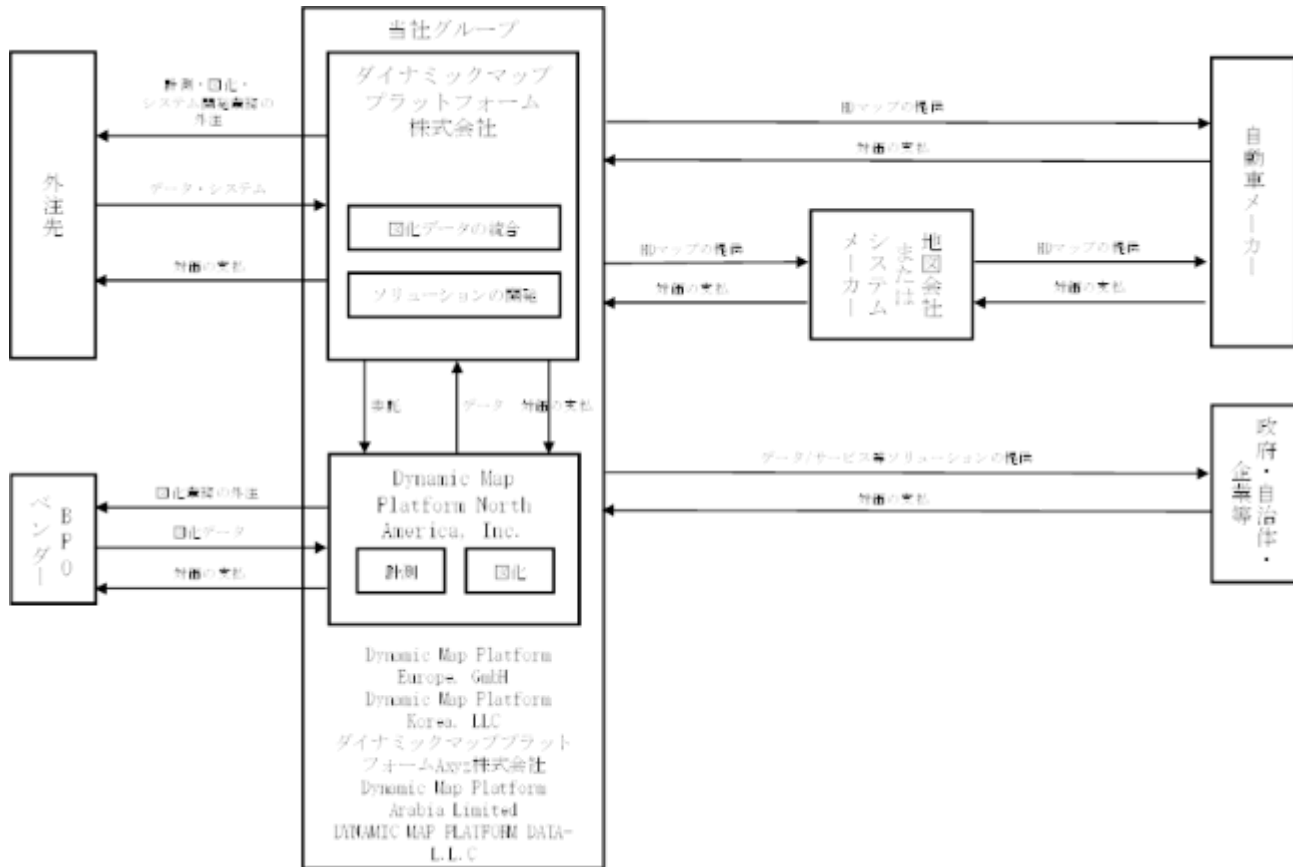 当社グループ
ダイナミックマップ
プラットフォーム
株式会社
図化データの統合
ソリューションの開発
外注先
計測・図化・
システム開発業務の
外注
データ・システム
対価の支払
HDマップの提供
対価の支払
自動車メーカー
HDマップの提供
対価の支払
地図会社
または
システム
メーカー
HDマップの提供
対価の支払
委託
データ
対価の支払
Dynamic Map
Platform North
America, Inc.
計測
図化
BPO
ベンダー
図化業務の外注
図化データ
対価の支払
データ/サービス等ソリューションの提供
対価の支払
政府・自治体・
企業等
Dynamic Map Platform
Europe, GmbH
Dynamic Map Platform
Korea, LLC
ダイナミックマッププラット
フォームAxyz株式会社
Dynamic Map Platform
Arabia Limited
DYNAMIC MAP PLATFORM DATA-
L.L.C